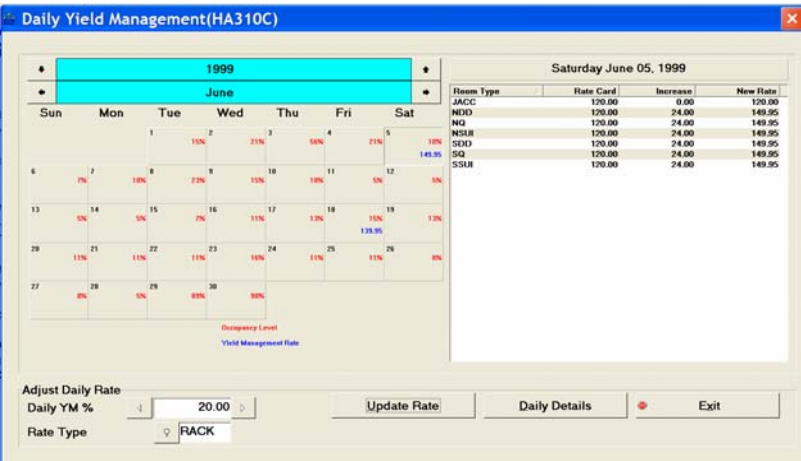 Daily Yield Management(HA310C)
1999
June
Sun Mon Tue Wed Thu Fri Sat
1 2 3 4 5
15% 21% 56% 21% 18%
149.95
6 7 8 9 10 11 12
7% 18% 23% 15% 18% 5% 5%
13 14 15 16 17 18 19
5% 5% 7% 11% 13% 15% 13%
139.95
20 21 22 23 24 25 26
11% 11% 11% 16% 11% 11% 8%
27 28 29 30
8% 5% 89% 98%
Occupancy Level
Yield Management Rate
Saturday June 05, 1999
Room Type Rate Card Increase New Rate
JACC 120.00 0.00 120.00
NDD 120.00 24.00 149.95
NQ 120.00 24.00 149.95
NSUI 120.00 24.00 149.95
SDD 120.00 24.00 149.95
SQ 120.00 24.00 149.95
SSUI 120.00 24.00 149.95
Adjust Daily Rate
Daily YM % 20.00
Rate Type RACK
Update Rate Daily Details Exit